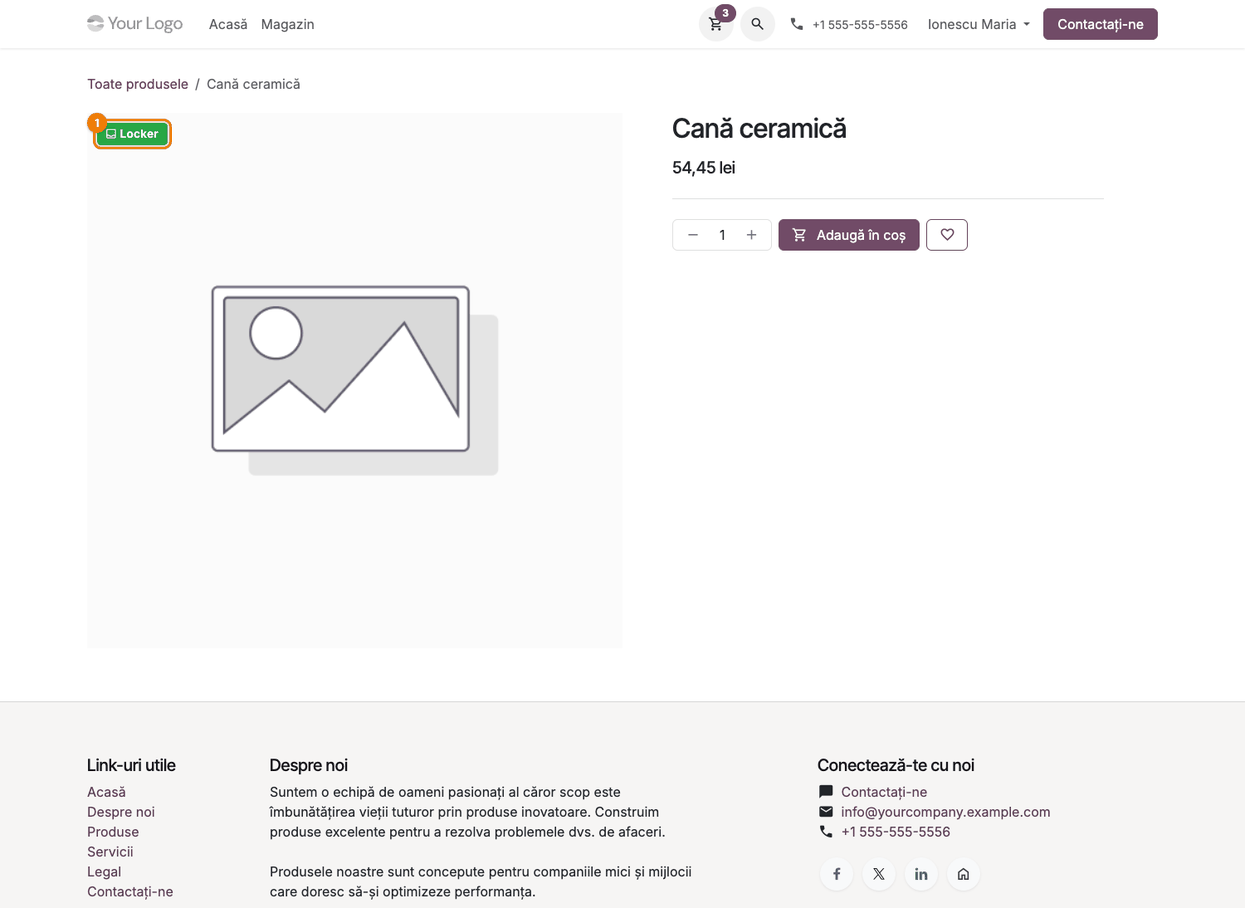 Your Logo
Acasă
Magazin
3
+1 555-555-5556
Ionescu Maria
Contactați-ne
Toate produsele / Cană ceramică
1
Locker
Cană ceramică
54,45 lei
1
Adaugă în coș
Link-uri utile
Acasă
Despre noi
Produse
Servicii
Legal
Contactați-ne
Despre noi
Suntem o echipă de oameni pasionați al căror scop este
îmbunătățirea vieții tuturor prin produse inovatoare. Construim
produse excelente pentru a rezolva problemele dvs. de afaceri.
Produsele noastre sunt concepute pentru companiile mici și mijlocii
care doresc să-și optimizeze performanța.
Conectează-te cu noi
Contactați-ne
info@yourcompany.example.com
+1 555-555-5556